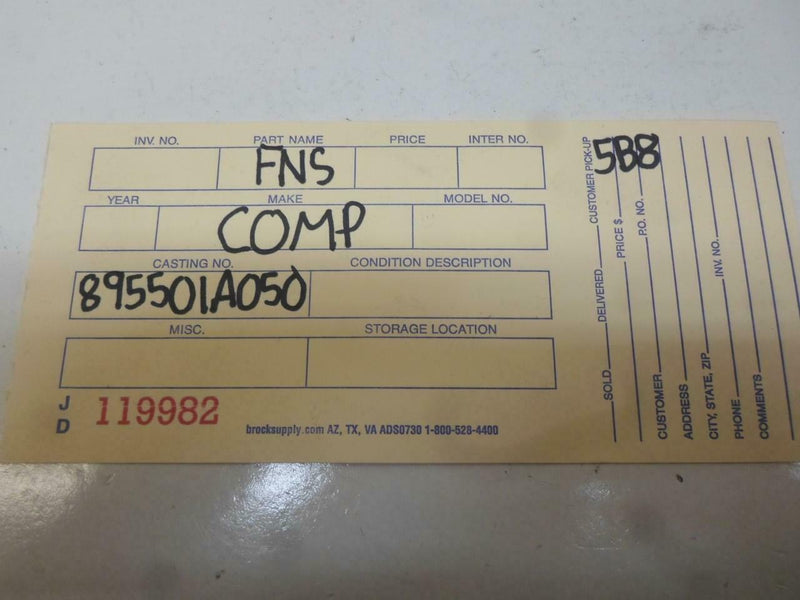 INV. NO. PART NAME PRICE INTER NO.
FNS
YEAR MAKE MODEL NO.
COMP
CASTING NO. CONDITION DESCRIPTION
895501A050
MISC. STORAGE LOCATION
J D 119982
brocksupply.com AZ, TX, VA ADS0730 1-800-528-4400
5B8
SOLD DELIVERED CUSTOMER PICK-UP
PRICE $
P.O. NO.
CUSTOMER
ADDRESS
CITY, STATE, ZIP INV. NO.
PHONE
COMMENTS